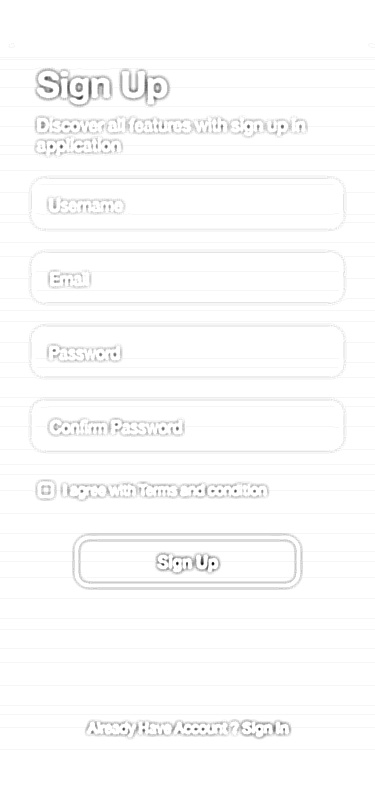 Sign Up
Discover all features with sign up in
application
Username
Email
Password
Confirm Password
I agree with Terms and condition
Sign Up
Already Have Account ? Sign In